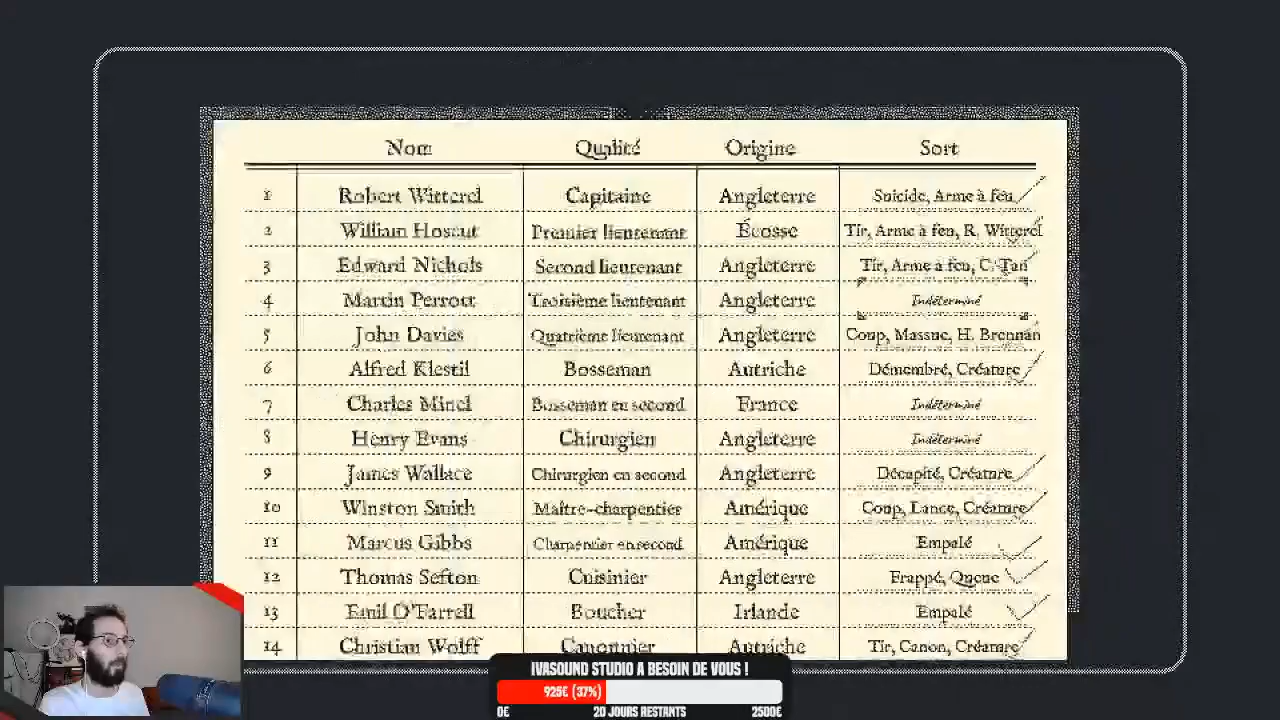 Nom Qualité Origine Sort
1 Robert Witterel Capitaine Angleterre Suicide, Arme à feu
2 William Hoscut Premier lieutenant Écosse Tir, Arme à feu, R. Witterel
3 Edward Nichols Second lieutenant Angleterre Tir, Arme à feu, C. Tan
4 Martin Perrott Troisième lieutenant Angleterre Indéterminé
5 John Davies Quatrième lieutenant Angleterre Coup, Massue, H. Brennan
6 Alfred Klestil Bosseman Autriche Démembré, Créature
7 Charles Miner Bosseman en second France Indéterminé
8 Henry Evans Chirurgien Angleterre Indéterminé
9 James Wallace Chirurgien en second Angleterre Décapité, Créature
10 Winston Smith Maître-charpentier Amérique Coup, Lance, Créature
11 Marcus Gibbs Charpentier en second Amérique Empalé
12 Thomas Sefton Cuisinier Angleterre Frappé, Queue
13 Emil O'Farrell Boucher Irlande Empalé
14 Christian Wolff Canonnier Autriche Tir, Canon, Créature
IVASOUND STUDIO A BESOIN DE VOUS !
925€ (37%)
0€ 20 JOURS RESTANTS 2500€